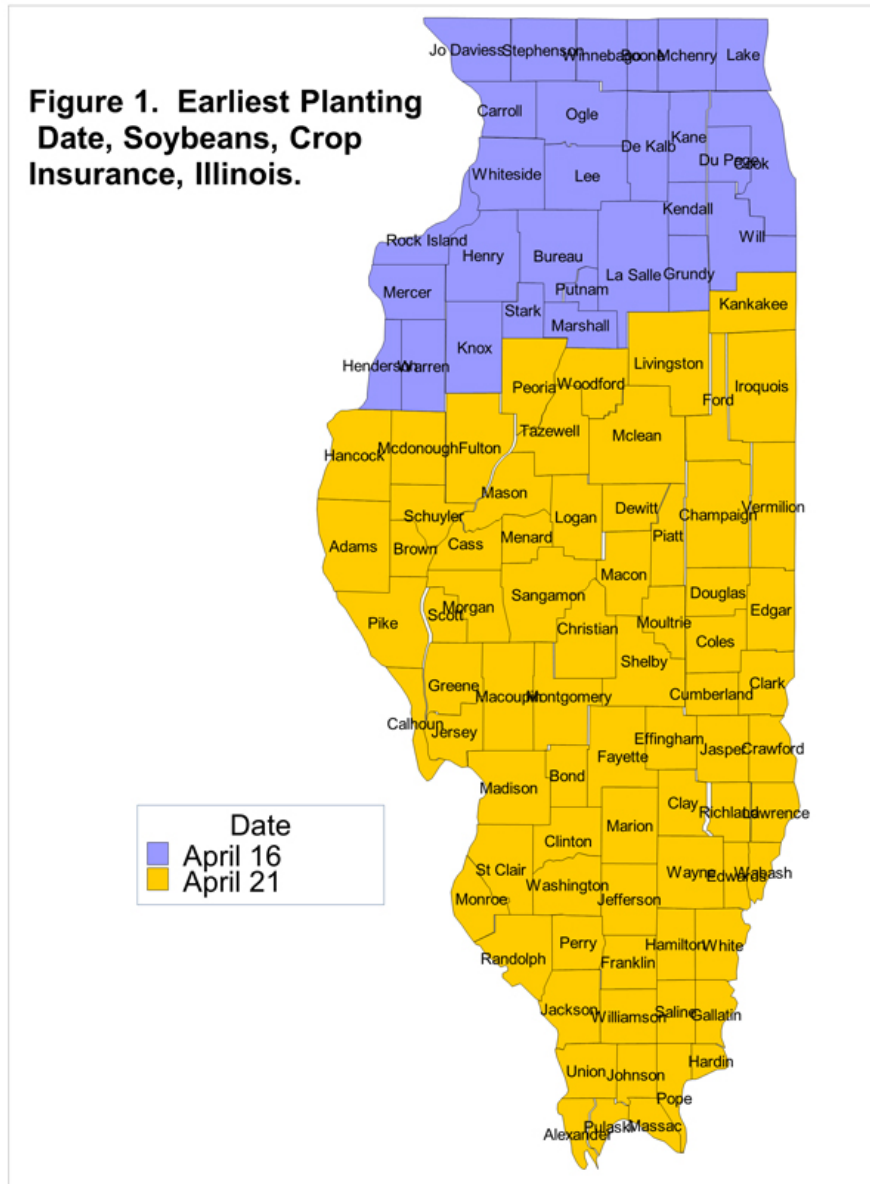 Figure 1. Earliest Planting
Date, Soybeans, Crop
Insurance, Illinois.
Jo Daviess Stephenson Winnebago Boone Mchenry Lake
Carroll Ogle De Kalb Kane Du Page Cook
Whiteside Lee Kendall Will
Rock Island Henry Bureau La Salle Grundy
Mercer Putnam Kankakee
Stark Marshall
Henderson Warren Knox Livingston
Peoria Woodford Ford Iroquois
Hancock Mcdonough Fulton Tazewell Mclean
Mason Dewitt Champaign Vermilion
Schuyler Logan
Adams Brown Cass Menard Piatt
Macon
Pike Scott Morgan Sangamon Douglas Edgar
Christian Moultrie Coles
Shelby
Greene Macoupin Montgomery Cumberland Clark
Calhoun Jersey Effingham
Fayette Jasper Crawford
Madison Bond
Clay Richland Lawrence
Marion
Clinton
St Clair Washington Wayne Edwards Wabash
Monroe Jefferson
Randolph Perry Franklin Hamilton White
Jackson Williamson Saline Gallatin
Union Johnson Hardin
Pope
Alexander Pulaski Massac
Date
April 16
April 21